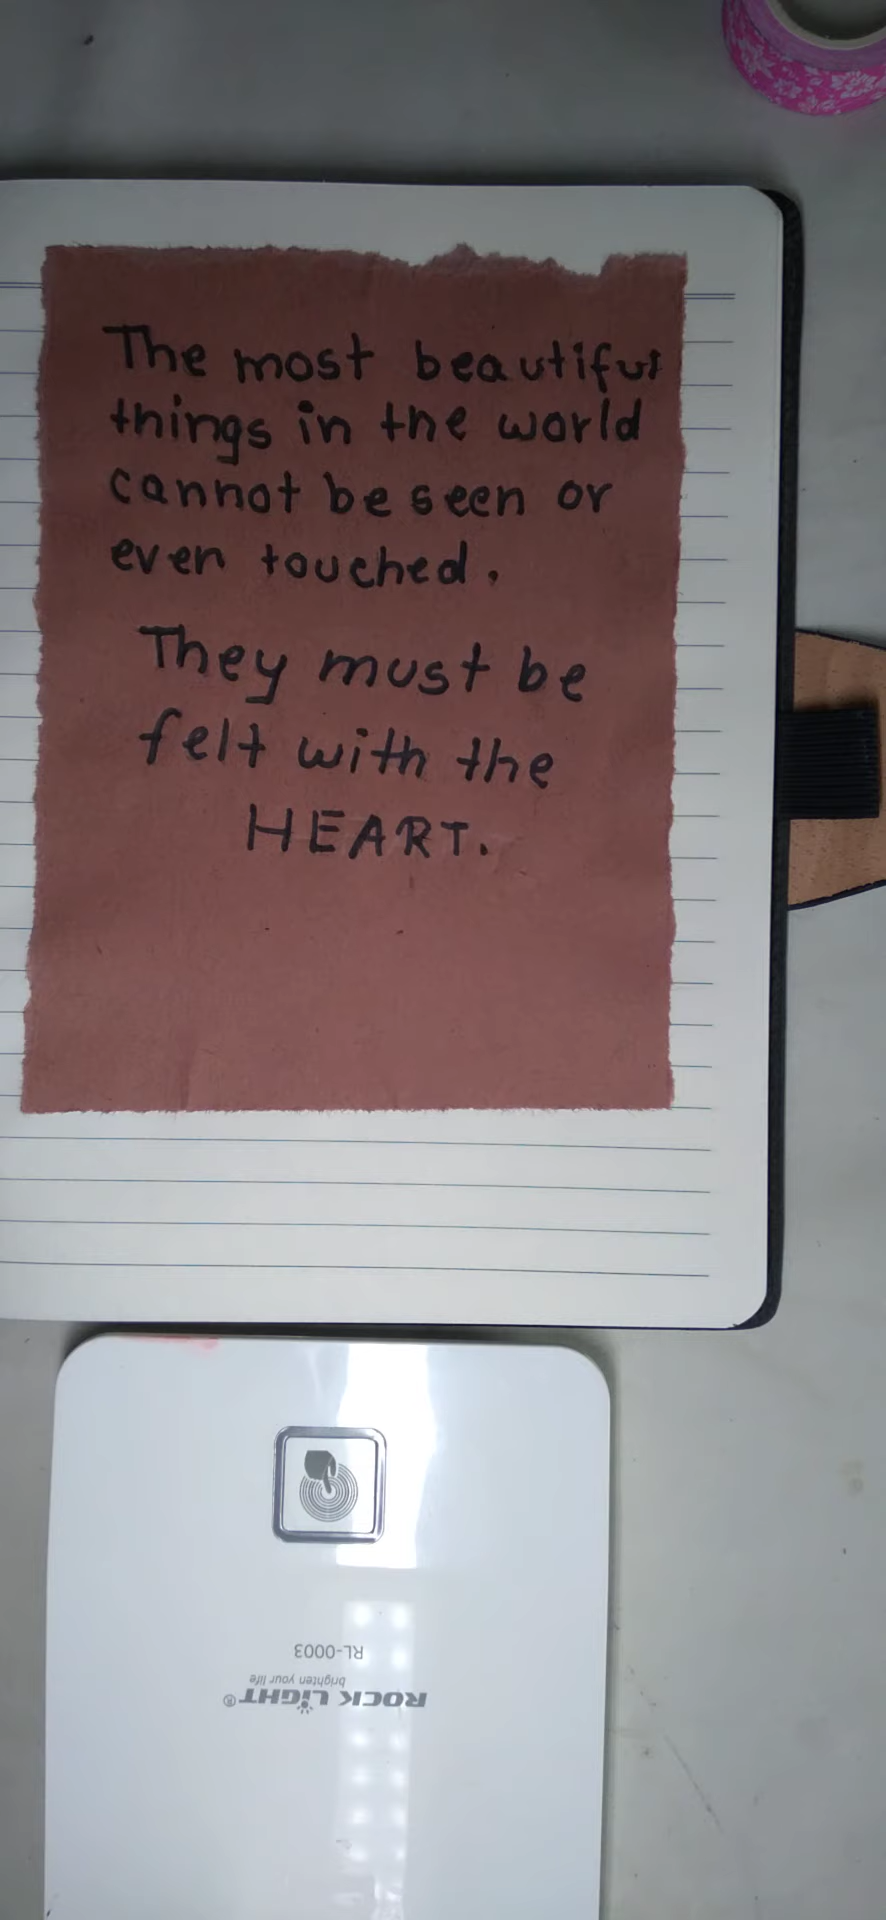 The most beautiful
things in the world
cannot be seen or
even touched.
They must be
felt with the
HEART.
RL-0003
ROCK LIGHT®
brighten your life